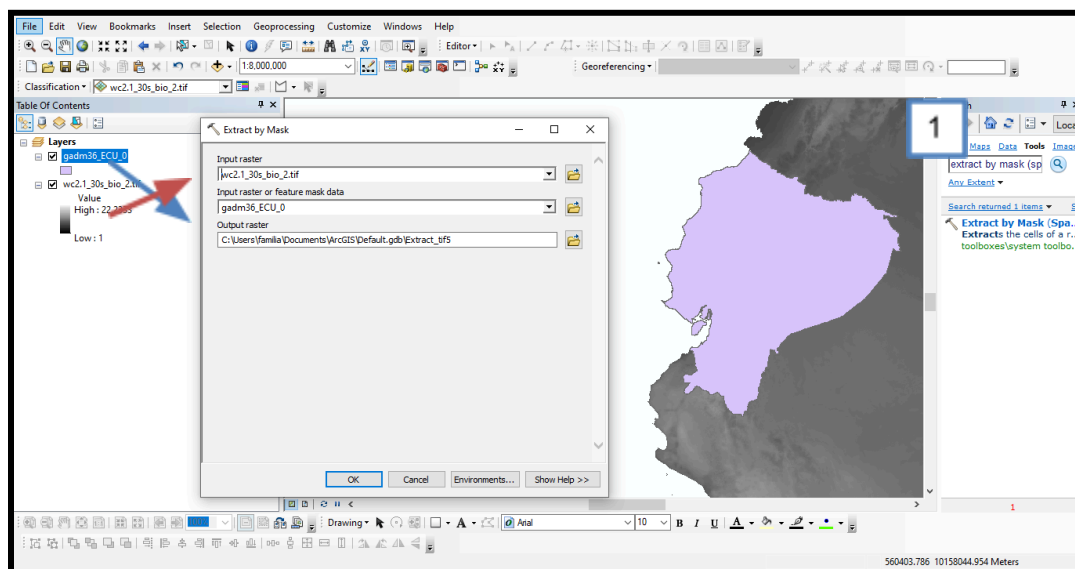 File Edit View Bookmarks Insert Selection Geoprocessing Customize Windows Help
Editor
1:8,000,000
Georeferencing
Classification wc2.1_30s_bio_2.tif
Table Of Contents
Layers
gadm36_ECU_0
wc2.1_30s_bio_2.tif
Value
High : 22,
Low : 1
Extract by Mask
Input raster
wc2.1_30s_bio_2.tif
Input raster or feature mask data
gadm36_ECU_0
Output raster
C:\Users\familia\Documents\ArcGIS\Default.gdb\Extract_tif5
OK Cancel Environments... Show Help >>
1
Loca
Maps Data Tools Image
extract by mask (sp
Any Extent
Search returned 1 items S
Extract by Mask (Spa...
Extracts the cells of a r...
toolboxes\system toolbo...
1
Drawing A Arial 10 B I U A
560403.786 10158044.954 Meters